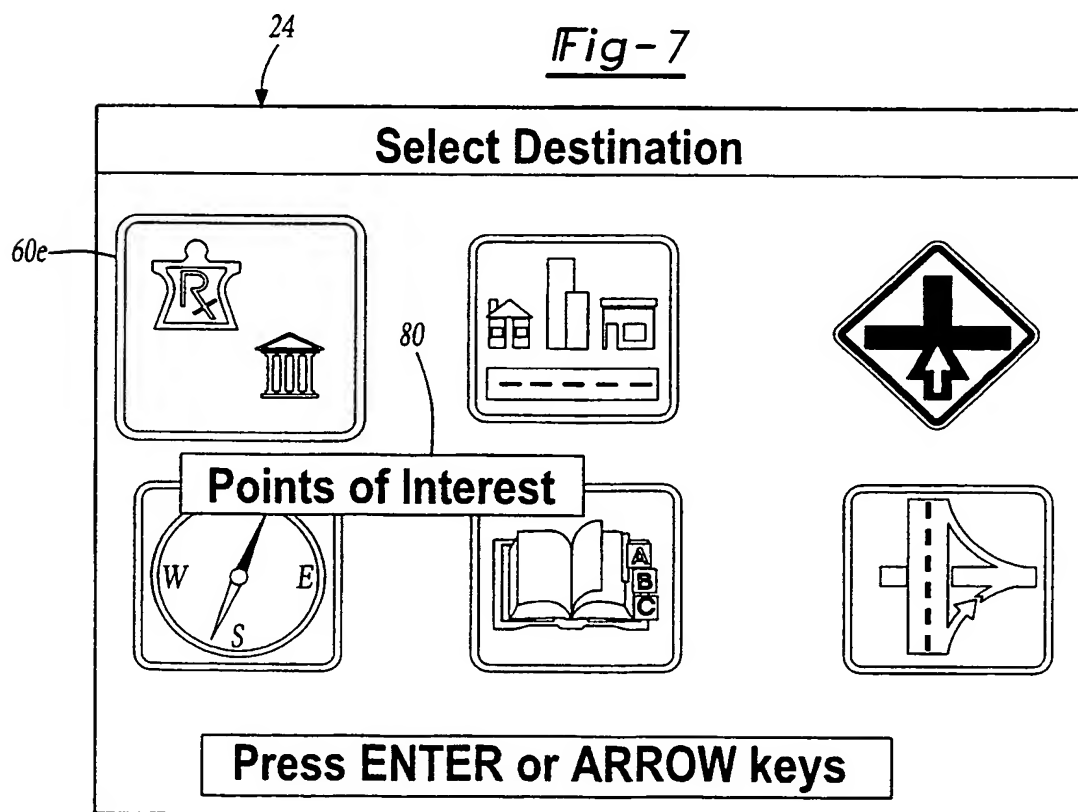 24
Fig-7
Select Destination
60e
Rx
80
Points of Interest
W
E
S
A
B
C
Press ENTER or ARROW keys